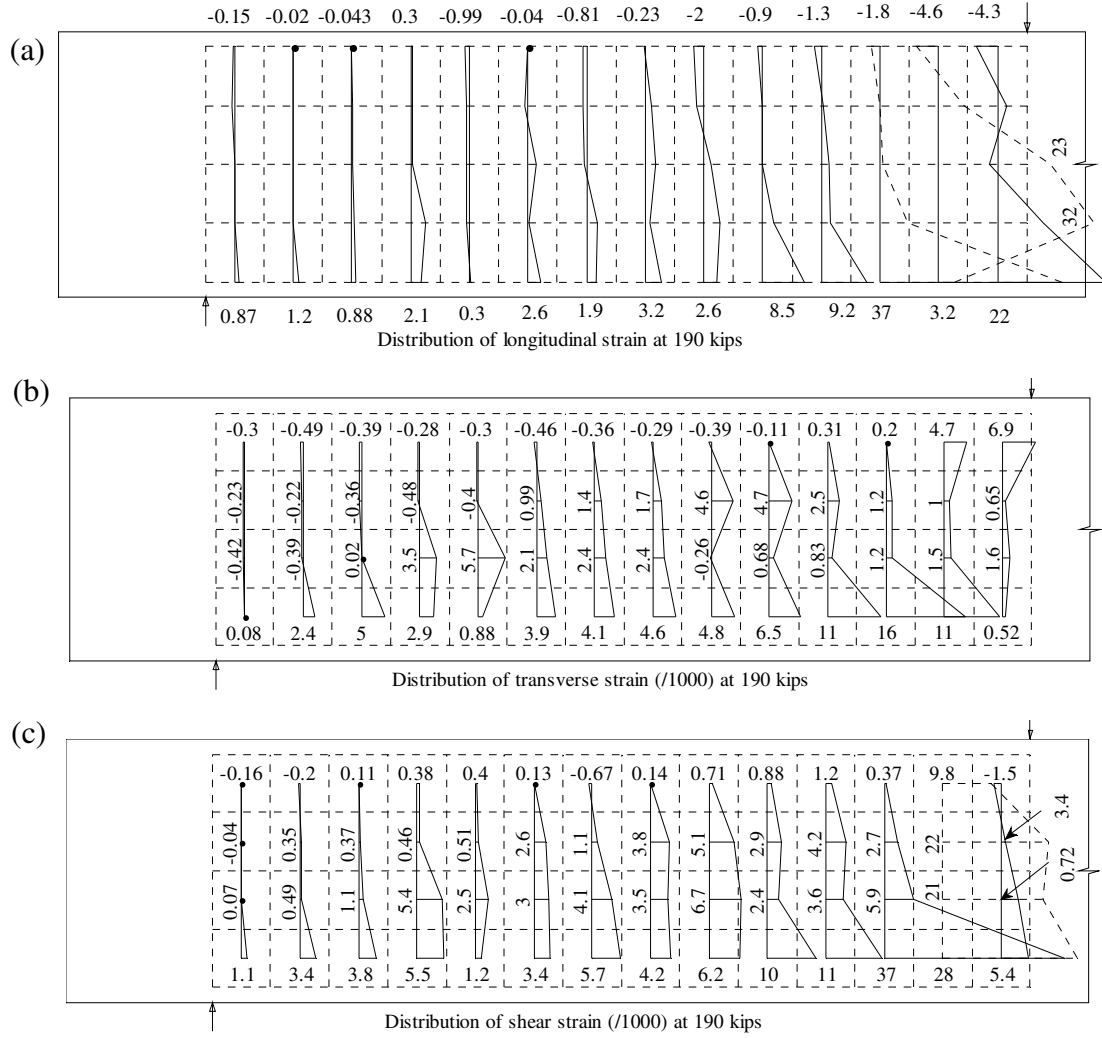 -0.15 -0.02 -0.043 0.3 -0.99 -0.04 -0.81 -0.23 -2 -0.9 -1.3 -1.8 -4.6 -4.3
(a)
23
32
0.87 1.2 0.88 2.1 0.3 2.6 1.9 3.2 2.6 8.5 9.2 37 3.2 22
Distribution of longitudinal strain at 190 kips
(b)
-0.3 -0.49 -0.39 -0.28 -0.3 -0.46 -0.36 -0.29 -0.39 -0.11 0.31 0.2 4.7 6.9
-0.23 -0.22 -0.36 -0.48 -0.4 0.99 1.4 1.7 4.6 4.7 2.5 1.2 1 0.65
-0.42 -0.39 0.02 3.5 5.7 2.1 2.4 2.4 -0.26 0.68 0.83 1.2 1.5 1.6
0.08 2.4 5 2.9 0.88 3.9 4.1 4.6 4.8 6.5 11 16 11 0.52
Distribution of transverse strain (/1000) at 190 kips
(c)
-0.16 -0.2 0.11 0.38 0.4 0.13 -0.67 0.14 0.71 0.88 1.2 0.37 9.8 -1.5
3.4
-0.04 0.35 0.37 0.46 0.51 2.6 1.1 3.8 5.1 2.9 4.2 2.7 22
0.72
0.07 0.49 1.1 5.4 2.5 3 4.1 3.5 6.7 2.4 3.6 5.9 21
1.1 3.4 3.8 5.5 1.2 3.4 5.7 4.2 6.2 10 11 37 28 5.4
Distribution of shear strain (/1000) at 190 kips